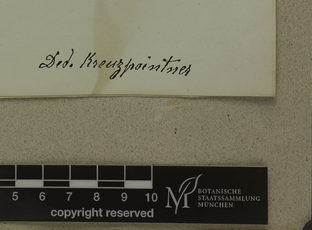 Ded. Kreuzpointner
5 6 7 8 9 10
copyright reserved
BOTANISCHE
STAATSSAMMLUNG
MÜNCHEN